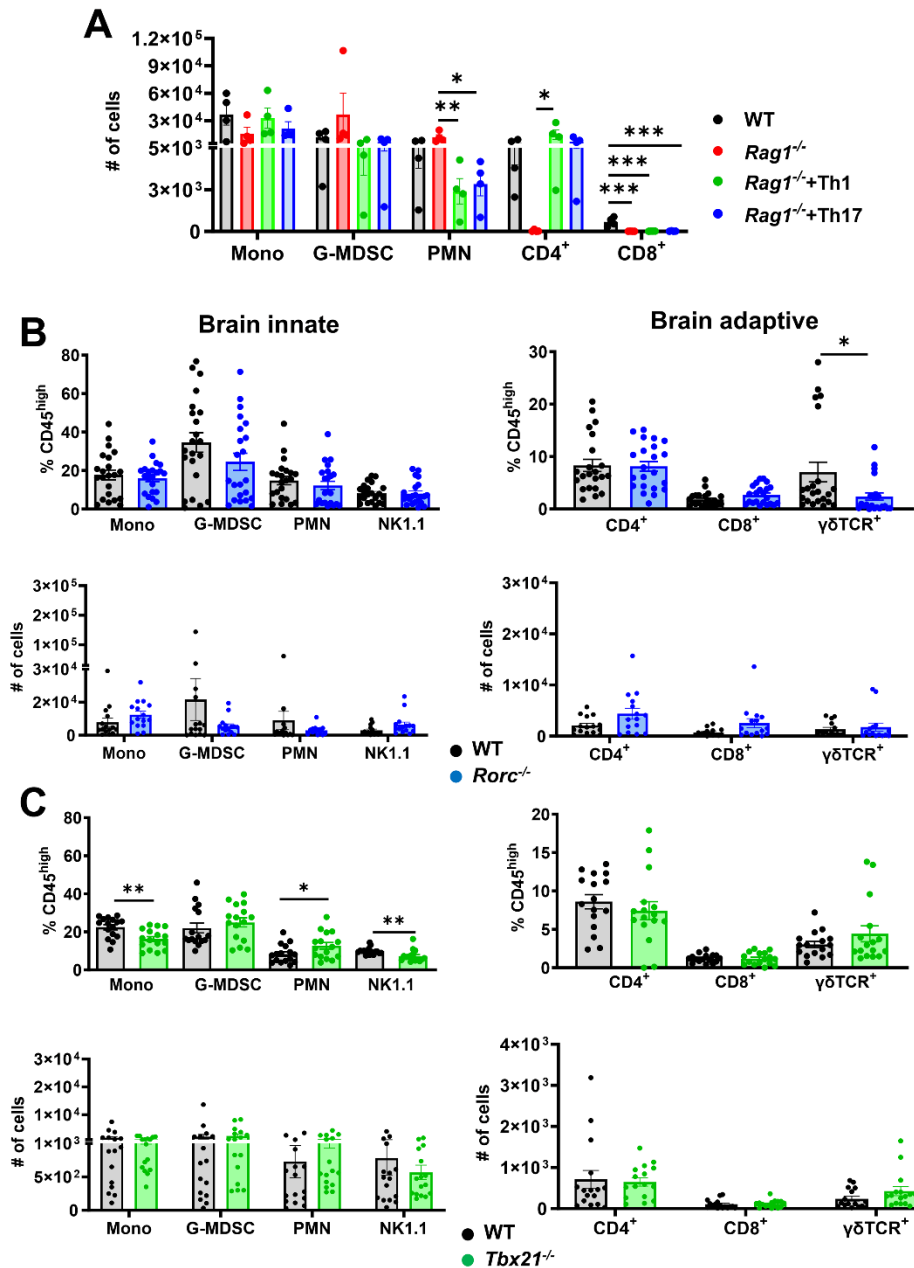 A
# of cells
1.2×10⁵
9×10⁴
6×10⁴
3×10⁴
5×10³
3×10³
0
*
**
*
***
***
***
Mono G-MDSC PMN CD4⁺ CD8⁺
WT
Rag1⁻/⁻
Rag1⁻/⁻+Th1
Rag1⁻/⁻+Th17
B
Brain innate
Brain adaptive
% CD45ʰⁱᵍʰ
80
60
40
20
0
Mono G-MDSC PMN NK1.1
% CD45ʰⁱᵍʰ
30
20
10
0
*
CD4⁺ CD8⁺ γδTCR⁺
# of cells
3×10⁵
2×10⁵
1×10⁵
3×10⁴
2×10⁴
0
Mono G-MDSC PMN NK1.1
# of cells
3×10⁴
2×10⁴
1×10⁴
0
CD4⁺ CD8⁺ γδTCR⁺
WT
Rorc⁻/⁻
C
% CD45ʰⁱᵍʰ
80
60
40
20
0
**
*
**
Mono G-MDSC PMN NK1.1
% CD45ʰⁱᵍʰ
20
15
10
5
0
CD4⁺ CD8⁺ γδTCR⁺
# of cells
3×10⁴
2×10⁴
1×10⁴
1×10³
5×10²
0
Mono G-MDSC PMN NK1.1
# of cells
4×10³
3×10³
2×10³
1×10³
0
CD4⁺ CD8⁺ γδTCR⁺
WT
Tbx21⁻/⁻